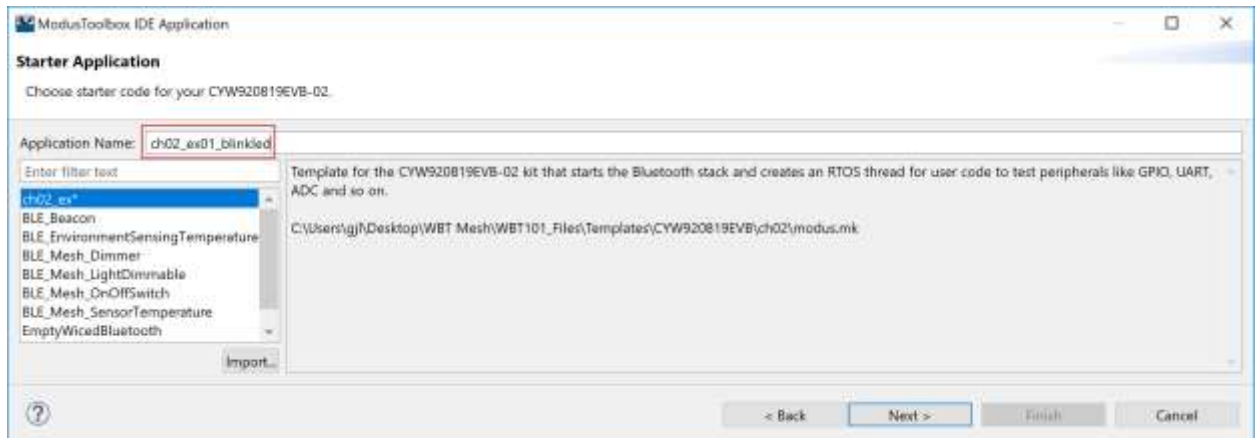 ModusToolbox IDE Application
Starter Application
Choose starter code for your CYW920819EVB-02.
Application Name: ch02_ex01_blinkled
Enter filter text
ch02_ex*
BLE_Beacon
BLE_EnvironmentSensingTemperature
BLE_Mesh_Dimmer
BLE_Mesh_LightDimmable
BLE_Mesh_OnOffSwitch
BLE_Mesh_SensorTemperature
EmptyWicedBluetooth
Import...
Template for the CYW920819EVB-02 kit that starts the Bluetooth stack and creates an RTOS thread for user code to test peripherals like GPIO, UART,
ADC and so on.
C:\Users\gjl\Desktop\WBT Mesh\WBT101_Files\Templates\CYW920819EVB\ch02\modus.mk
?
< Back Next > Finish Cancel